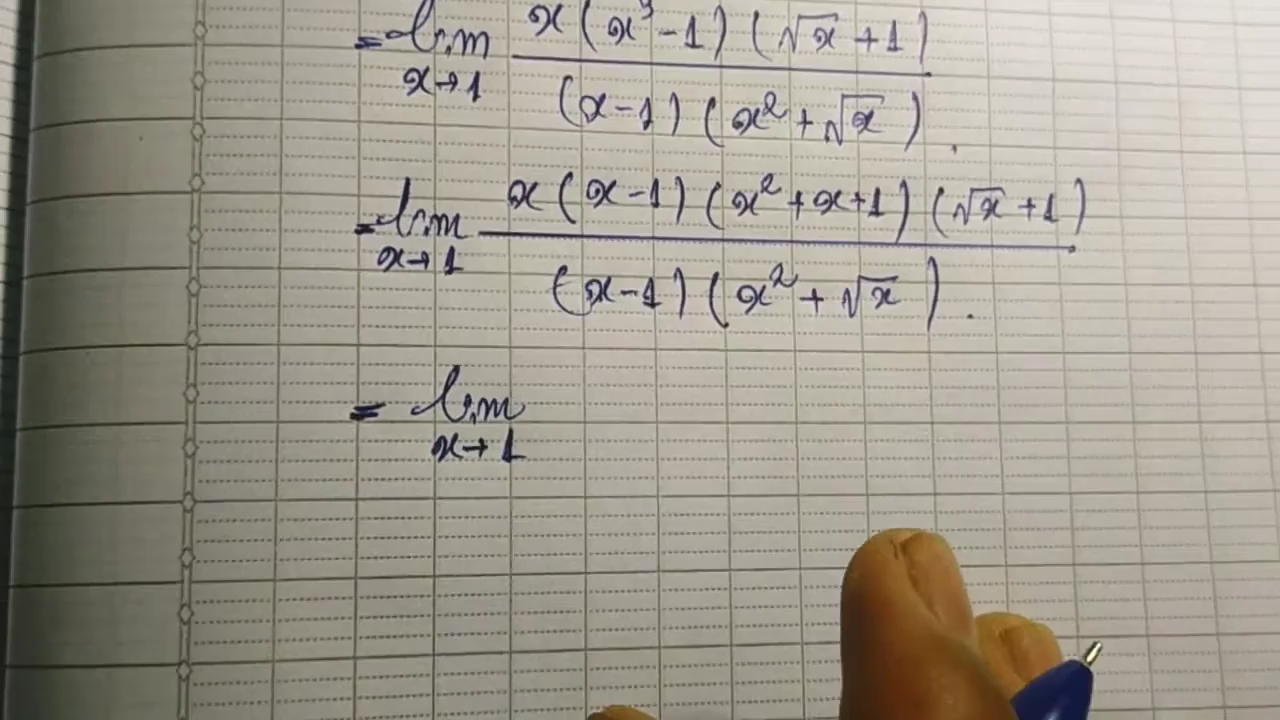 = lim x→1 x(x³-1)(√x+1) / (x-1)(x²+√x).
= lim x→1 x(x-1)(x²+x+1)(√x+1) / (x-1)(x²+√x).
= lim x→1